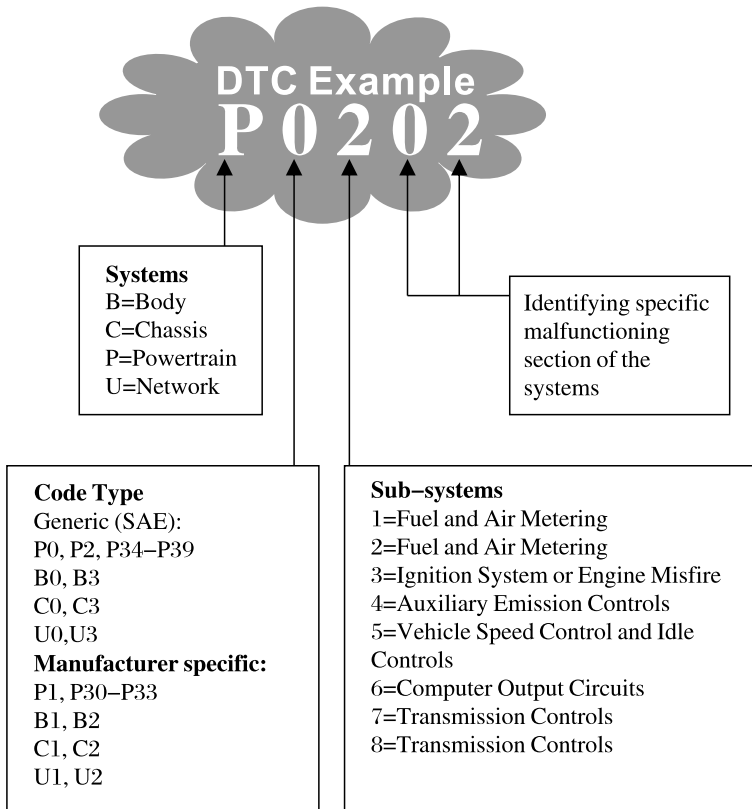 DTC Example
P0202
Systems
B=Body
C=Chassis
P=Powertrain
U=Network
Identifying specific
malfunctioning
section of the
systems
Code Type
Generic (SAE):
P0, P2, P34–P39
B0, B3
C0, C3
U0,U3
Manufacturer specific:
P1, P30–P33
B1, B2
C1, C2
U1, U2
Sub–systems
1=Fuel and Air Metering
2=Fuel and Air Metering
3=Ignition System or Engine Misfire
4=Auxiliary Emission Controls
5=Vehicle Speed Control and Idle
Controls
6=Computer Output Circuits
7=Transmission Controls
8=Transmission Controls